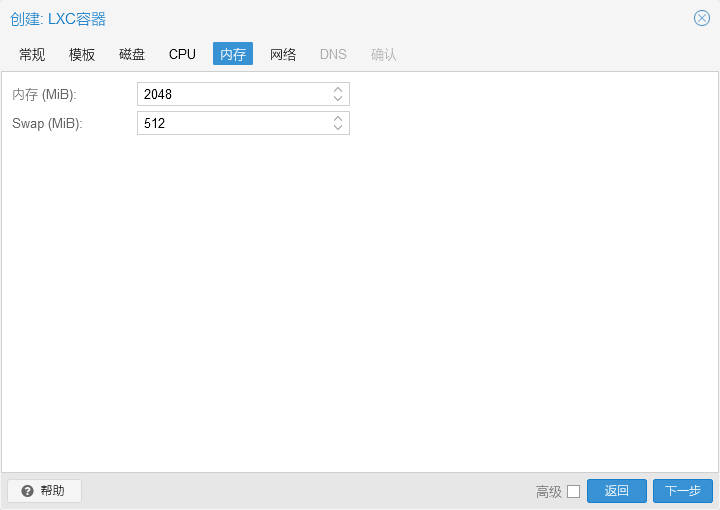 创建: LXC容器
常规 模板 磁盘 CPU 内存 网络 DNS 确认
内存 (MiB): 2048
Swap (MiB): 512
帮助 高级 返回 下一步